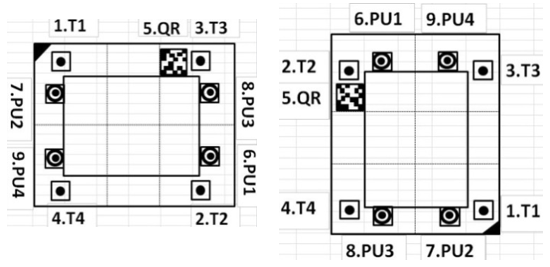 1.T1 5.QR 3.T3
7.PU2
9.PU4
8.PU3
6.PU1
4.T4 2.T2
6.PU1 9.PU4
2.T2 3.T3
5.QR
4.T4 1.T1
8.PU3 7.PU2